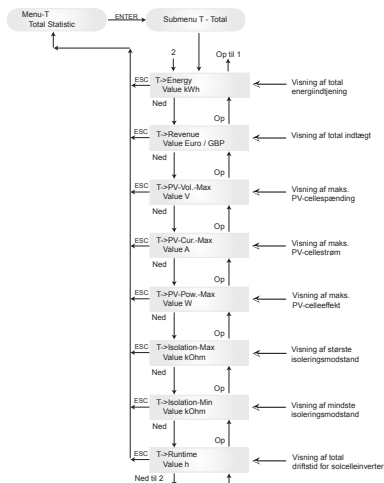 Menu-T
Total Statistic
ENTER
Submenu T - Total
2
Op til 1
ESC
T->Energy
Value kWh
Visning af total
energiindtjening
Ned
Op
ESC
T->Revenue
Value Euro / GBP
Visning af total indtægt
Ned
Op
ESC
T->PV-Vol.-Max
Value V
Visning af maks.
PV-cellespænding
Ned
Op
ESC
T->PV-Cur.-Max
Value A
Visning af maks.
PV-cellestrøm
Ned
Op
ESC
T->PV-Pow.-Max
Value W
Visning af maks.
PV-celleeffekt
Ned
Op
ESC
T->Isolation-Max
Value kOhm
Visning af største
isoleringsmodstand
Ned
Op
ESC
T->Isolation-Min
Value kOhm
Visning af mindste
isoleringsmodstand
Ned
Op
ESC
T->Runtime
Value h
Visning af total
driftstid for solcelleinverter
Ned til 2